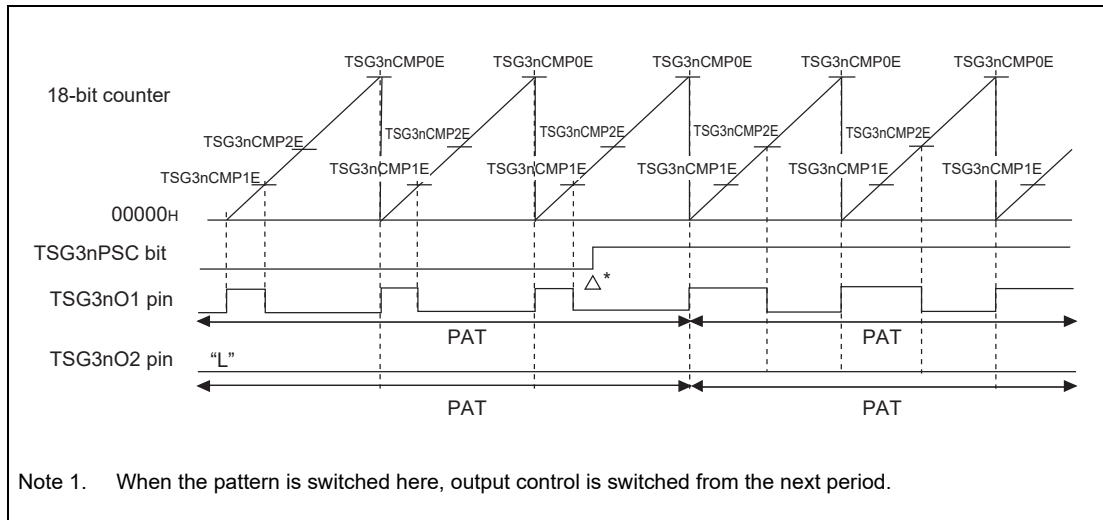 TSG3nCMP0E TSG3nCMP0E TSG3nCMP0E TSG3nCMP0E TSG3nCMP0E
18-bit counter
TSG3nCMP2E TSG3nCMP2E TSG3nCMP2E TSG3nCMP2E TSG3nCMP2E
TSG3nCMP1E TSG3nCMP1E TSG3nCMP1E TSG3nCMP1E TSG3nCMP1E
00000H
TSG3nPSC bit
*
TSG3nO1 pin
PAT PAT
TSG3nO2 pin "L"
PAT PAT
Note 1. When the pattern is switched here, output control is switched from the next period.